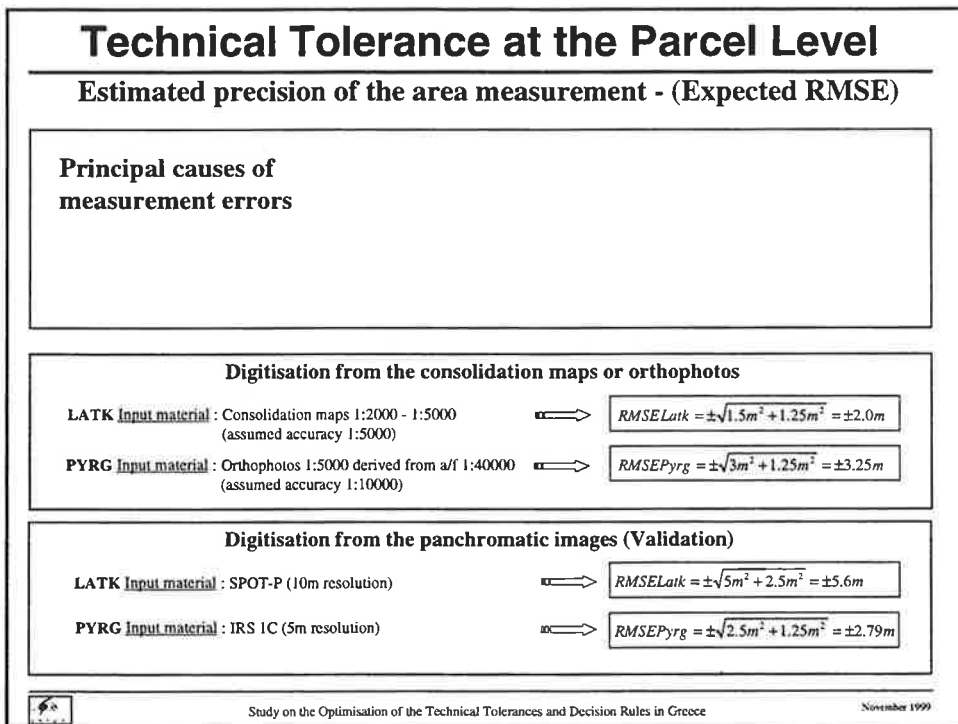 Technical Tolerance at the Parcel Level
Estimated precision of the area measurement - (Expected RMSE)
Principal causes of
measurement errors
Digitisation from the consolidation maps or orthophotos
LATK Input material : Consolidation maps 1:2000 - 1:5000
(assumed accuracy 1:5000)
RMSELatk = ±√1.5m² +1.25m² = ±2.0m
PYRG Input material : Orthophotos 1:5000 derived from a/f 1:40000
(assumed accuracy 1:10000)
RMSEPyrg = ±√3m² +1.25m² = ±3.25m
Digitisation from the panchromatic images (Validation)
LATK Input material : SPOT-P (10m resolution)
RMSELatk = ±√5m² + 2.5m² = ±5.6m
PYRG Input material : IRS 1C (5m resolution)
RMSEPyrg = ±√2.5m² +1.25m² = ±2.79m
Study on the Optimisation of the Technical Tolerances and Decision Rules in Greece
November 1999